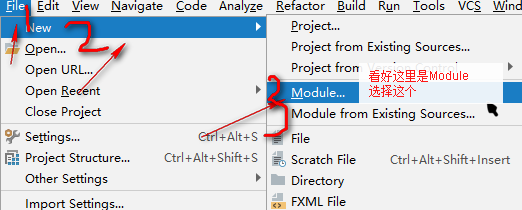 File Edit View Navigate Code Analyze Refactor Build Run Tools VCS Window
1
New
2
Open...
Open URL...
Open Recent
Close Project
Settings... Ctrl+Alt+S
Project Structure... Ctrl+Alt+Shift+S
Other Settings
Import Settings...
Project...
Project from Existing Sources...
Project from Version Control
3
Module...
看好这里是Module
选择这个
Module from Existing Sources...
File
Scratch File Ctrl+Alt+Shift+Insert
Directory
FXML File